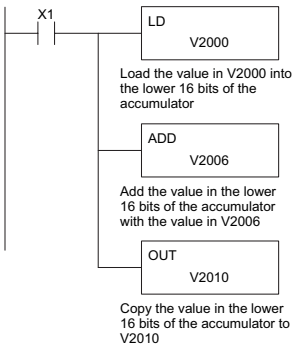 X1
LD
V2000
Load the value in V2000 into
the lower 16 bits of the
accumulator
ADD
V2006
Add the value in the lower
16 bits of the accumulator
with the value in V2006
OUT
V2010
Copy the value in the lower
16 bits of the accumulator to
V2010